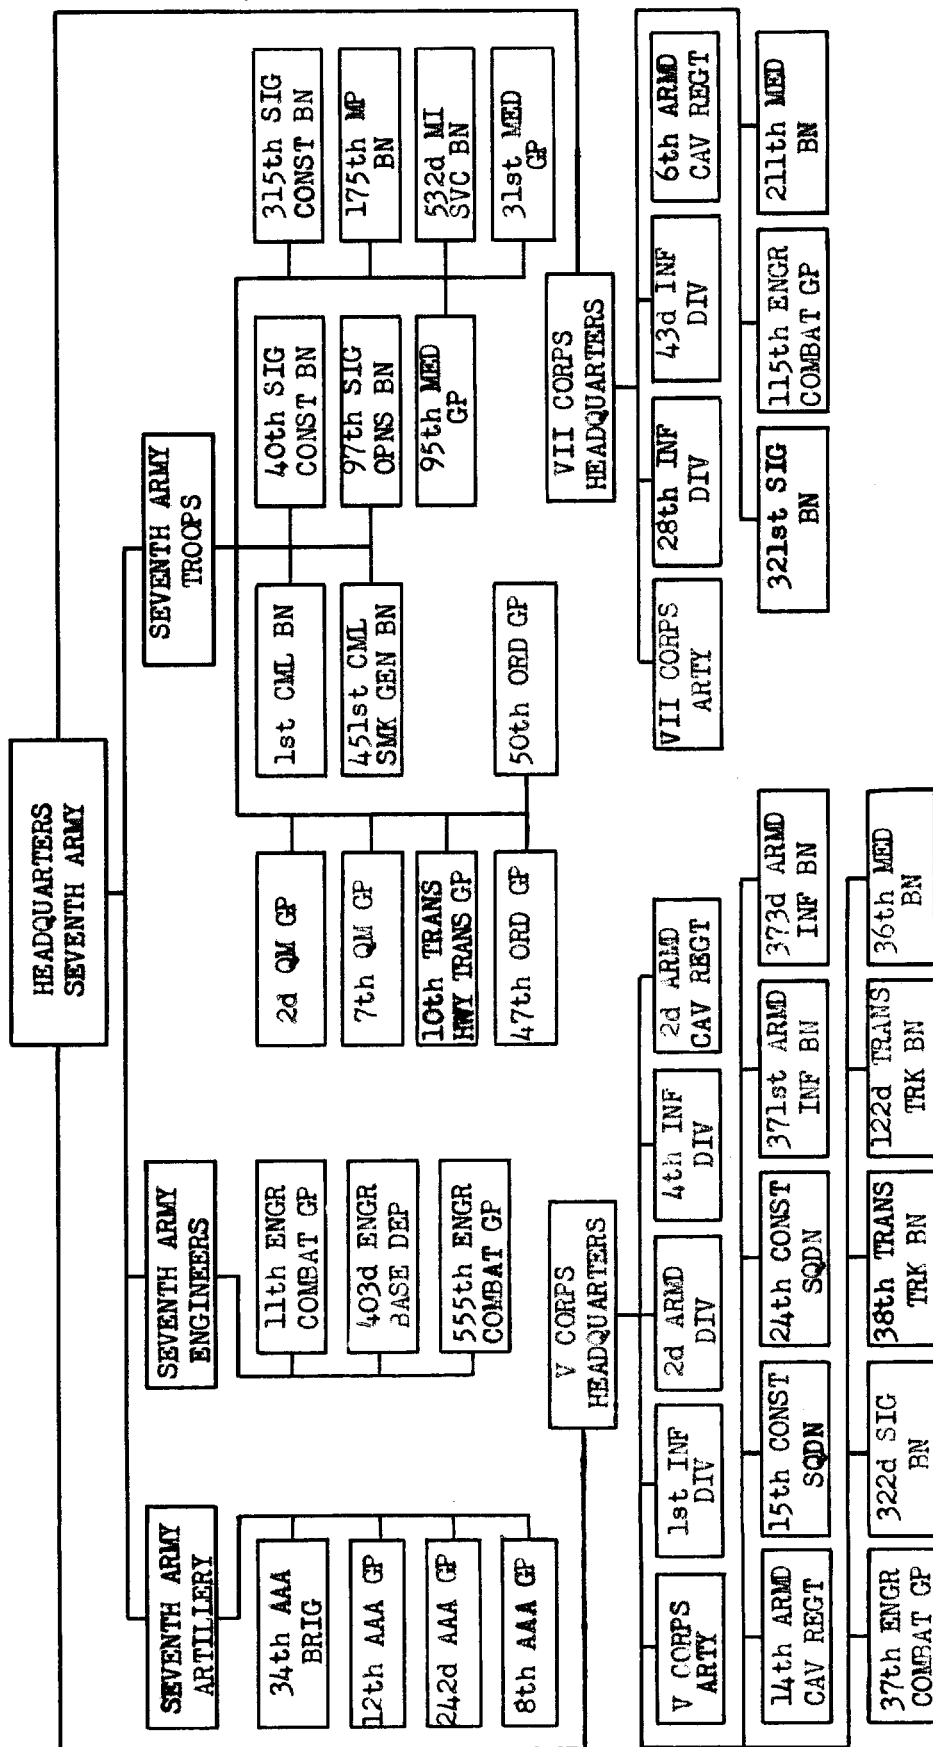 HEADQUARTERS
SEVENTH ARMY
SEVENTH ARMY
ARTILLERY
34th AAA
BRIG
12th AAA GP
242d AAA GP
8th AAA GP
SEVENTH ARMY
ENGINEERS
11th ENGR
COMBAT GP
403d ENGR
BASE DEP
555th ENGR
COMBAT GP
SEVENTH ARMY
TROOPS
2d QM GP
7th QM GP
10th TRANS
HWY TRANS GP
47th ORD GP
50th ORD GP
1st CML BN
451st CML
SMK GEN BN
40th SIG
CONST BN
97th SIG
OPNS BN
95th MED
GP
315th SIG
CONST BN
175th MP
BN
532d MI
SVC BN
31st MED
GP
V CORPS
HEADQUARTERS
V CORPS
ARTY
1st INF
DIV
2d ARMD
DIV
4th INF
DIV
2d ARMD
CAV REGT
14th ARMD
CAV REGT
15th CONST
SQDN
24th CONST
SQDN
371st ARMD
INF BN
373d ARMD
INF BN
37th ENGR
COMBAT GP
322d SIG
BN
38th TRANS
TRK BN
122d TRANS
TRK BN
36th MED
BN
VII CORPS
HEADQUARTERS
VII CORPS
ARTY
28th INF
DIV
43d INF
DIV
6th ARMD
CAV REGT
321st SIG
BN
115th ENGR
COMBAT GP
211th MED
BN